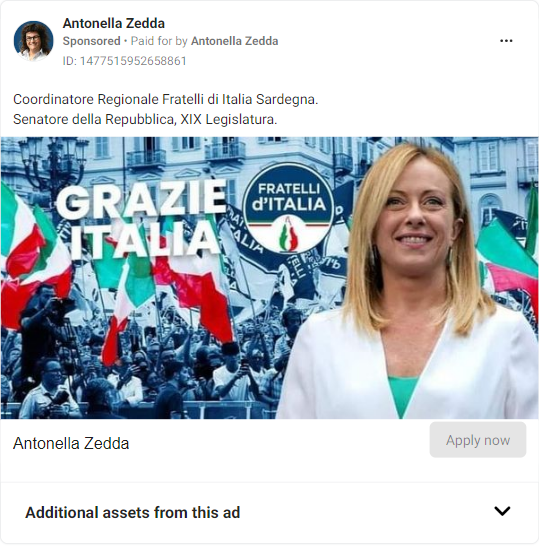 Antonella Zedda
Sponsored • Paid for by Antonella Zedda
ID: 1477515952658861
Coordinatore Regionale Fratelli di Italia Sardegna.
Senatore della Repubblica, XIX Legislatura.
GRAZIE
ITALIA
FRATELLI
d'ITALIA
Antonella Zedda
Apply now
Additional assets from this ad